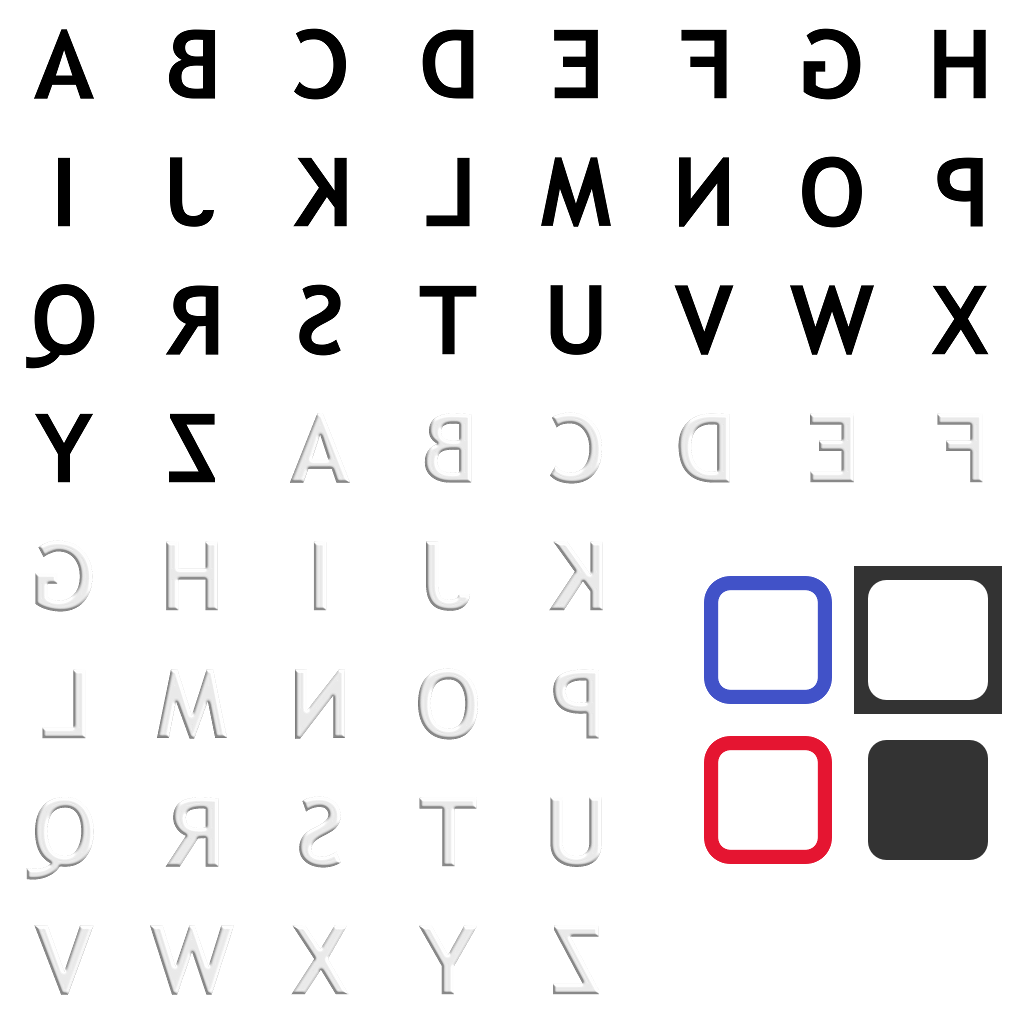 A B C D E F G H
I J K L M N O P
Q R S T U V W X
Y Z A B C D E F
G H I J K
L M N O P
Q R S T U
V W X Y Z